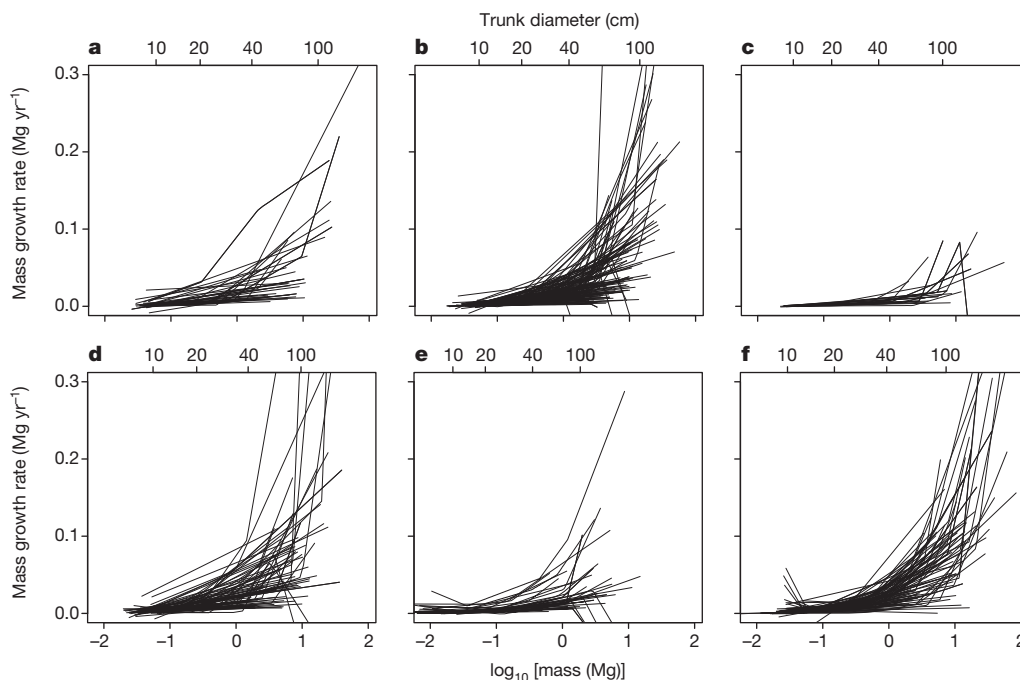 Trunk diameter (cm)
a 10 20 40 100
b 10 20 40 100
c 10 20 40 100
0.3
0.2
0.1
0.0
Mass growth rate (Mg yr⁻¹)
d 10 20 40 100
e 10 20 40 100
f 10 20 40 100
0.3
0.2
0.1
0.0
Mass growth rate (Mg yr⁻¹)
−2 −1 0 1 2
−2 −1 0 1 2
−2 −1 0 1 2
log₁₀ [mass (Mg)]